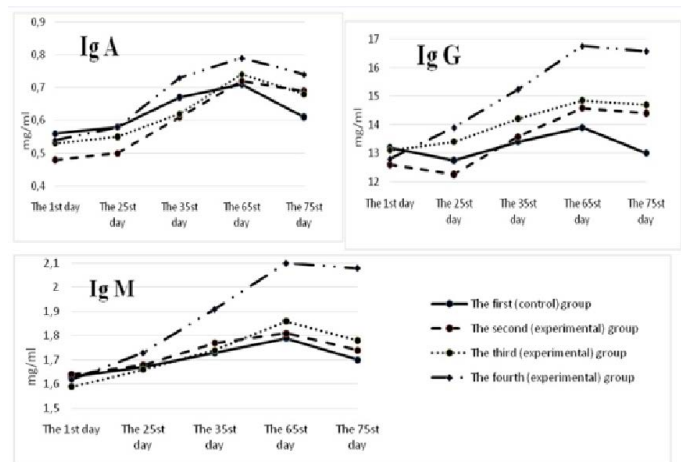 Ig A
0,9
0,8
0,7
0,6
0,5
0,4
mg/ml
The 1st day
The 25st day
The 35st day
The 65st day
The 75st day
Ig G
17
16
15
14
13
12
mg/ml
The 1st day
The 25st day
The 35st day
The 65st day
The 75st day
Ig M
2,1
2
1,9
1,8
1,7
1,6
1,5
mg/ml
The 1st day
The 25st day
The 35st day
The 65st day
The 75st day
The first (control) group
The second (experimental) group
The third (experimental) group
The fourth (experimental) group